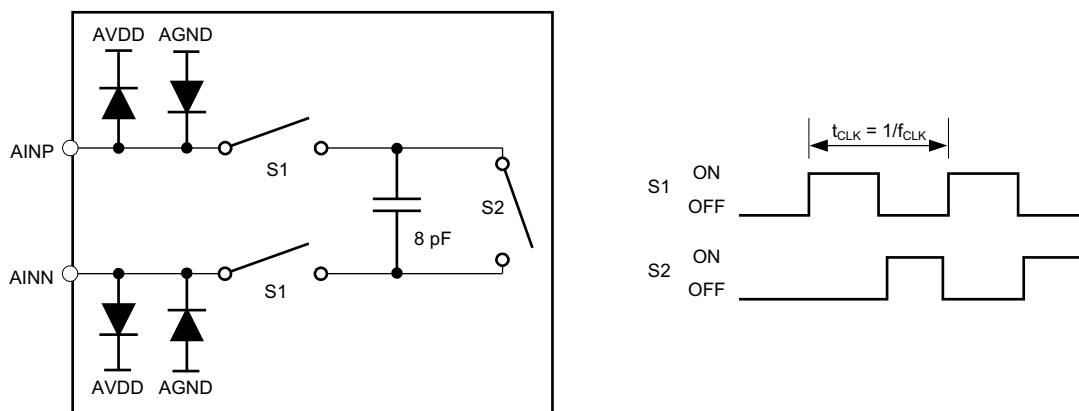 AVDD AGND
AINP
S1
S2
8 pF
AINN
S1
AVDD AGND
tCLK = 1/fCLK
S1 ON
OFF
S2 ON
OFF